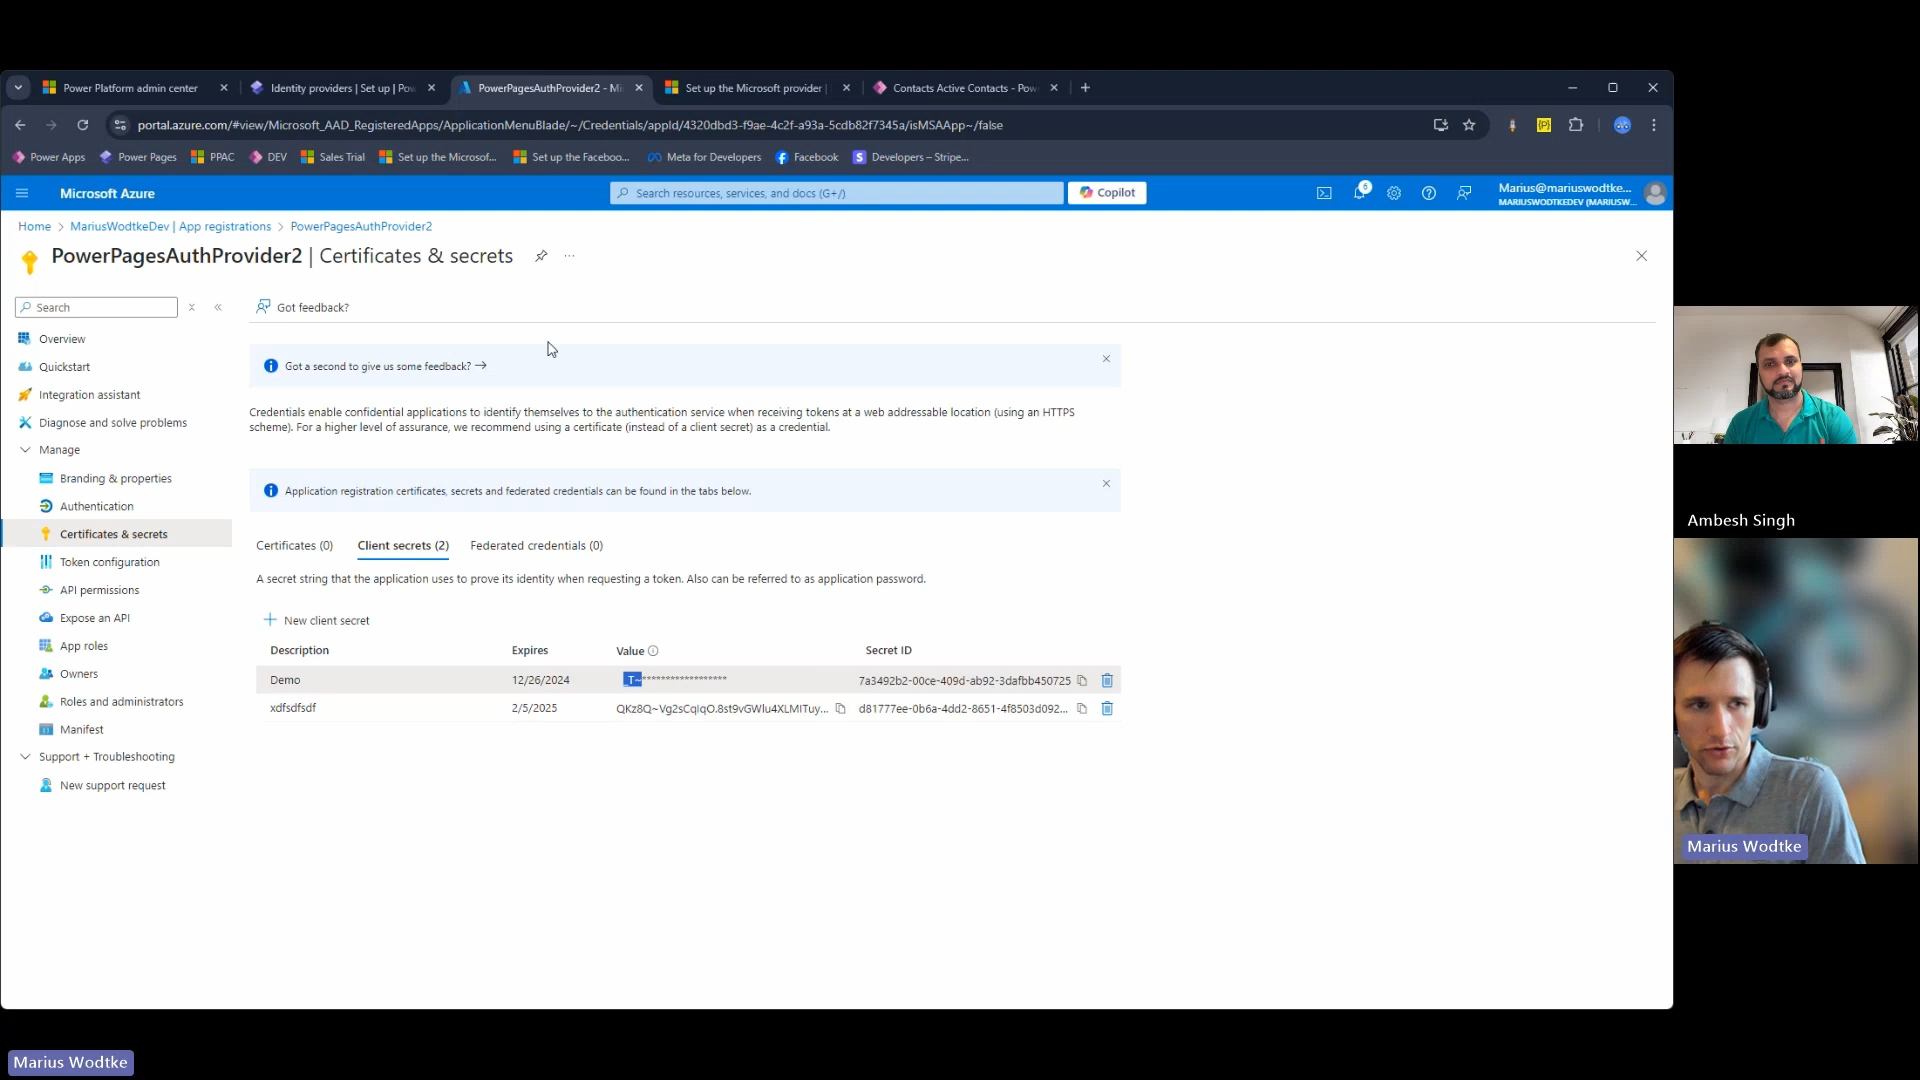 Power Platform admin center
Identity providers | Set up | Pow
PowerPagesAuthProvider2 - Mi
Set up the Microsoft provider |
Contacts Active Contacts - Powe
portal.azure.com/#view/Microsoft_AAD_RegisteredApps/ApplicationMenuBlade/~/Credentials/appId/4320dbd3-f9ae-4c2f-a93a-5cdb82f7345a/isMSAApp~/false
Power Apps
Power Pages
PPAC
DEV
Sales Trial
Set up the Microsof...
Set up the Faceboo...
Meta for Developers
Facebook
Developers – Stripe...
Microsoft Azure
Search resources, services, and docs (G+/)
Copilot
6
Marius@mariuswodtke...
MARIUSWODTKEDEV (MARIUSW...
Home > MariusWodtkeDev | App registrations > PowerPagesAuthProvider2
PowerPagesAuthProvider2 | Certificates & secrets
Search
Got feedback?
Overview
Quickstart
Integration assistant
Diagnose and solve problems
Manage
Branding & properties
Authentication
Certificates & secrets
Token configuration
API permissions
Expose an API
App roles
Owners
Roles and administrators
Manifest
Support + Troubleshooting
New support request
Got a second to give us some feedback? →
Credentials enable confidential applications to identify themselves to the authentication service when receiving tokens at a web addressable location (using an HTTPS
scheme). For a higher level of assurance, we recommend using a certificate (instead of a client secret) as a credential.
Application registration certificates, secrets and federated credentials can be found in the tabs below.
Certificates (0)
Client secrets (2)
Federated credentials (0)
A secret string that the application uses to prove its identity when requesting a token. Also can be referred to as application password.
New client secret
Description Expires Value Secret ID
Demo 12/26/2024 _T~****************** 7a3492b2-00ce-409d-ab92-3dafbb450725
xdfsdfsdf 2/5/2025 d81777ee-0b6a-4dd2-8651-4f8503d092...
Ambesh Singh
Marius Wodtke
Marius Wodtke